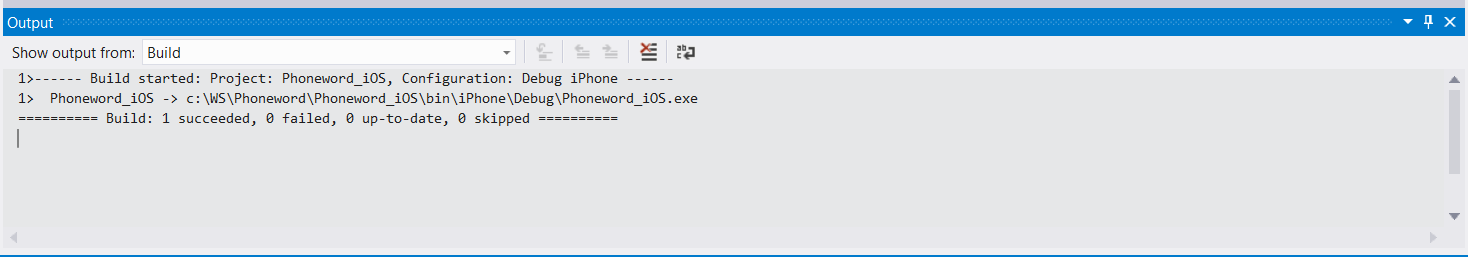 Output
Show output from: Build
1>------ Build started: Project: Phoneword_iOS, Configuration: Debug iPhone ------
1>  Phoneword_iOS -> c:\WS\Phoneword\Phoneword_iOS\bin\iPhone\Debug\Phoneword_iOS.exe
========== Build: 1 succeeded, 0 failed, 0 up-to-date, 0 skipped ==========